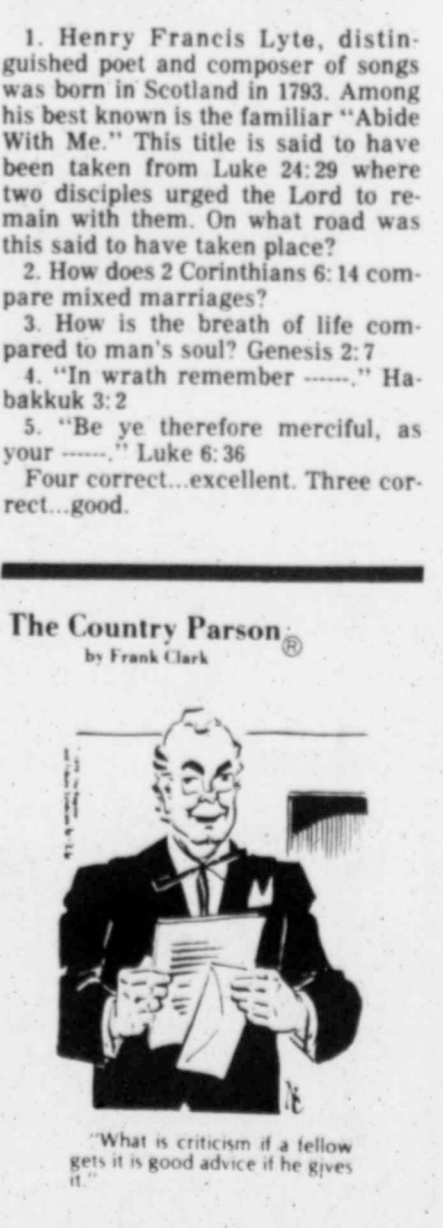 1. Henry Francis Lyte, distin-
guished poet and composer of songs
was born in Scotland in 1793. Among
his best known is the familiar "Abide
With Me." This title is said to have
been taken from Luke 24:29 where
two disciples urged the Lord to re-
main with them. On what road was
this said to have taken place?
2. How does 2 Corinthians 6:14 com-
pare mixed marriages?
3. How is the breath of life com-
pared to man's soul? Genesis 2:7
4. "In wrath remember ------." Ha-
bakkuk 3:2
5. "Be ye therefore merciful, as
your ------." Luke 6:36
Four correct...excellent. Three cor-
rect...good.
The Country Parson ®
by Frank Clark
"What is criticism if a fellow
gets it is good advice if he gives
it."